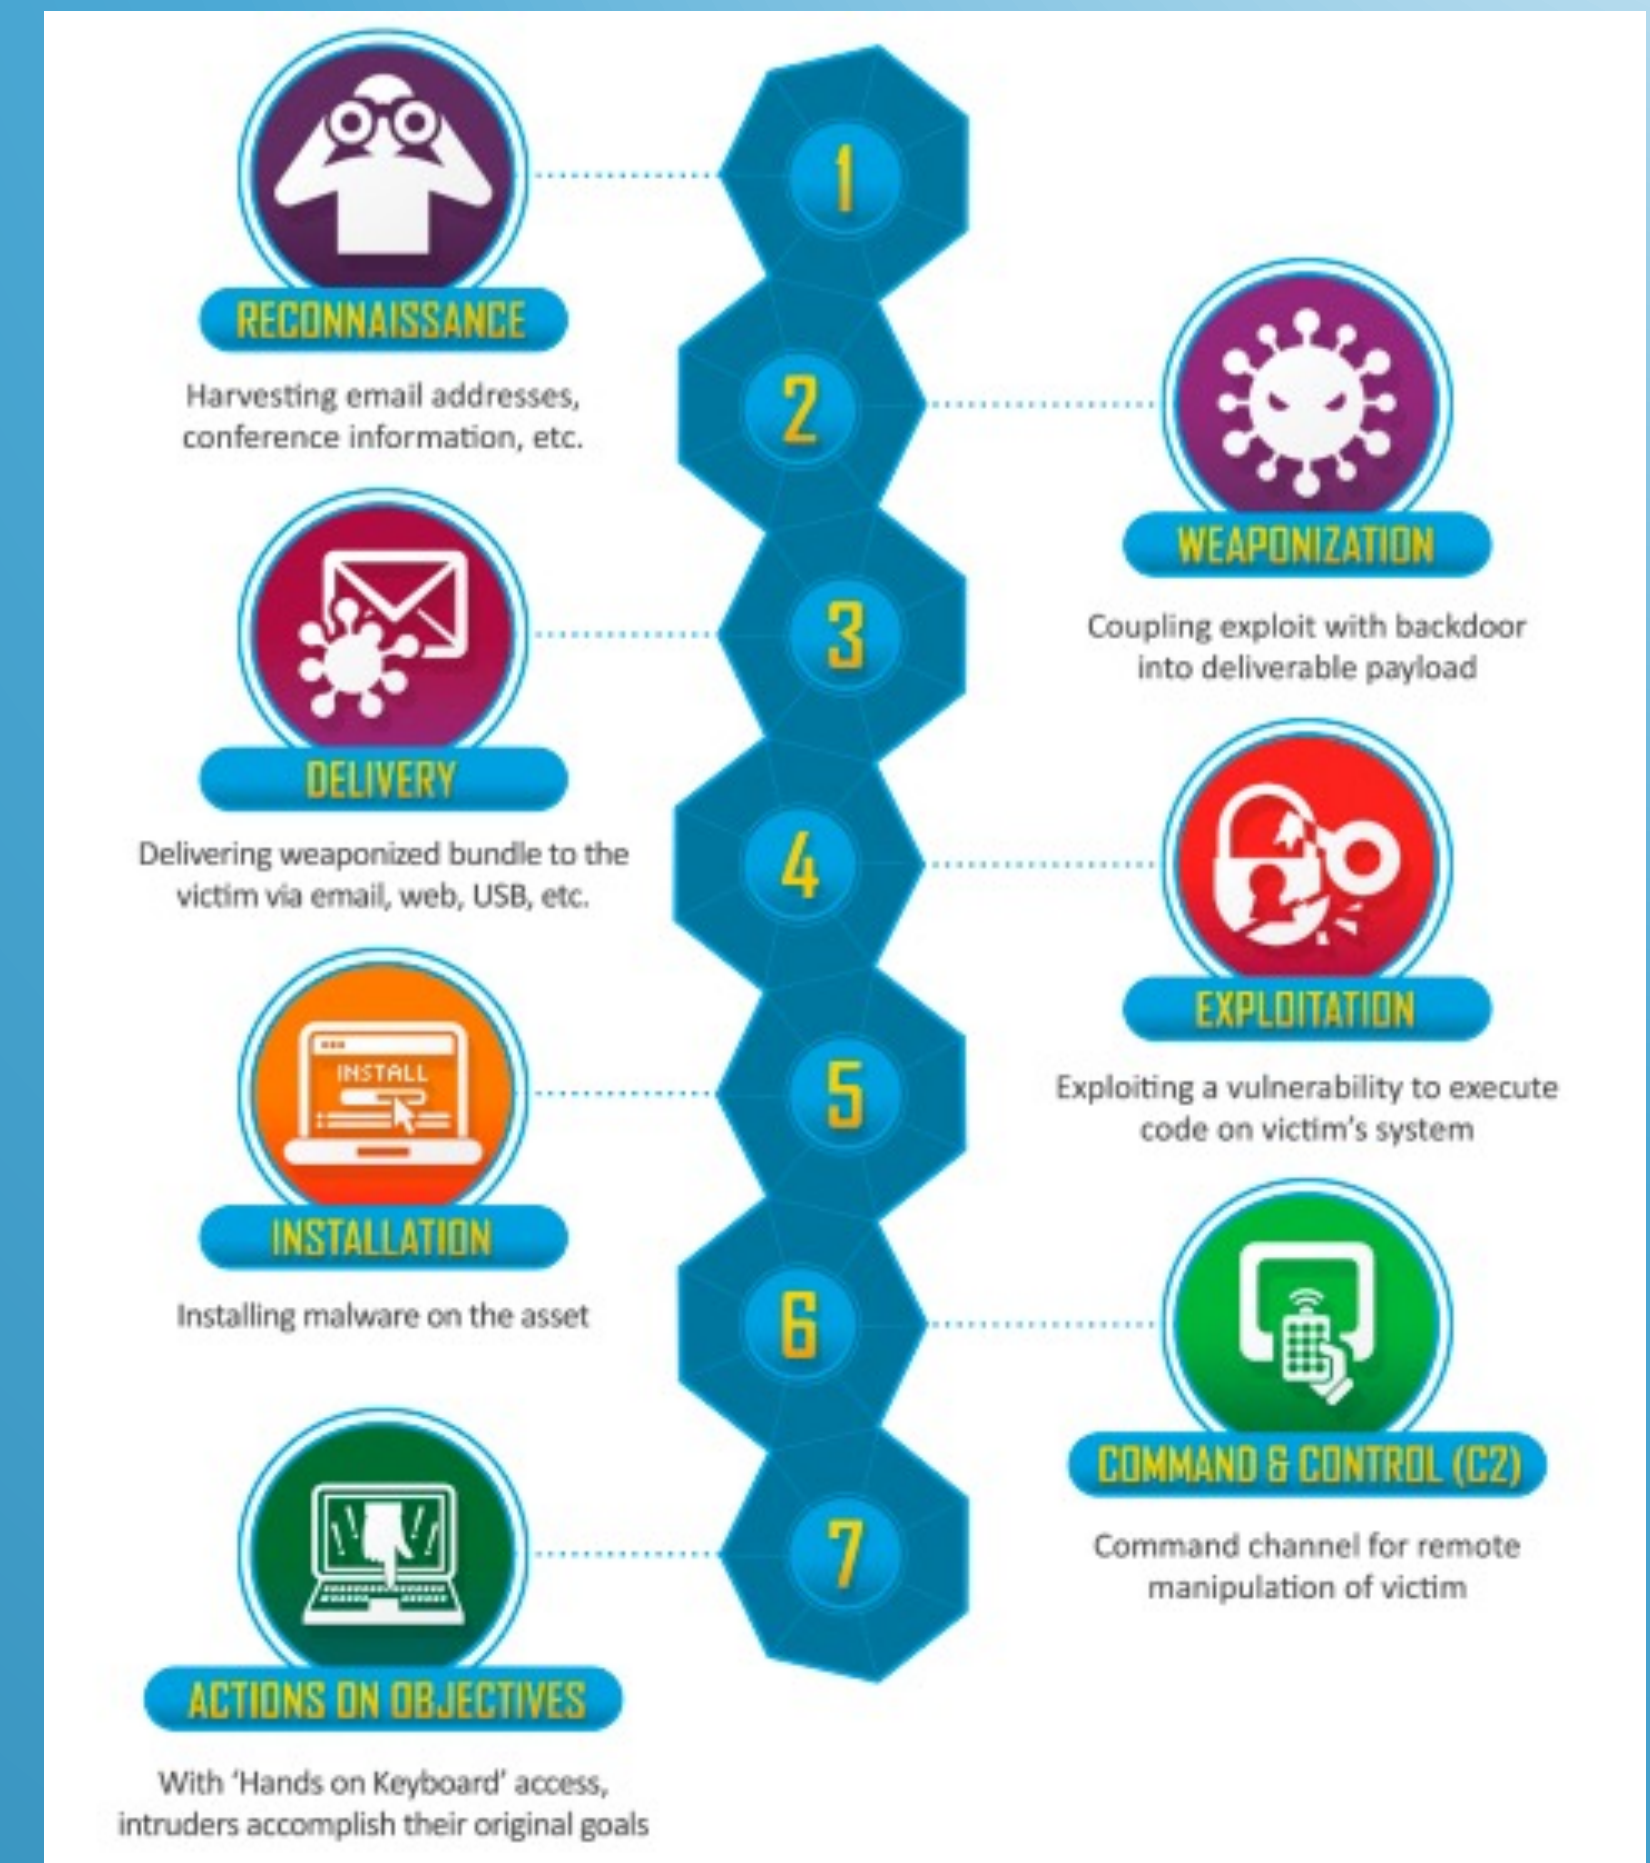 1
RECONNAISSANCE
Harvesting email addresses,
conference information, etc.
2
WEAPONIZATION
Coupling exploit with backdoor
into deliverable payload
3
DELIVERY
Delivering weaponized bundle to the
victim via email, web, USB, etc.
4
EXPLOITATION
Exploiting a vulnerability to execute
code on victim's system
5
INSTALL
INSTALLATION
Installing malware on the asset
6
COMMAND & CONTROL (C2)
Command channel for remote
manipulation of victim
7
ACTIONS ON OBJECTIVES
With ‘Hands on Keyboard’ access,
intruders accomplish their original goals